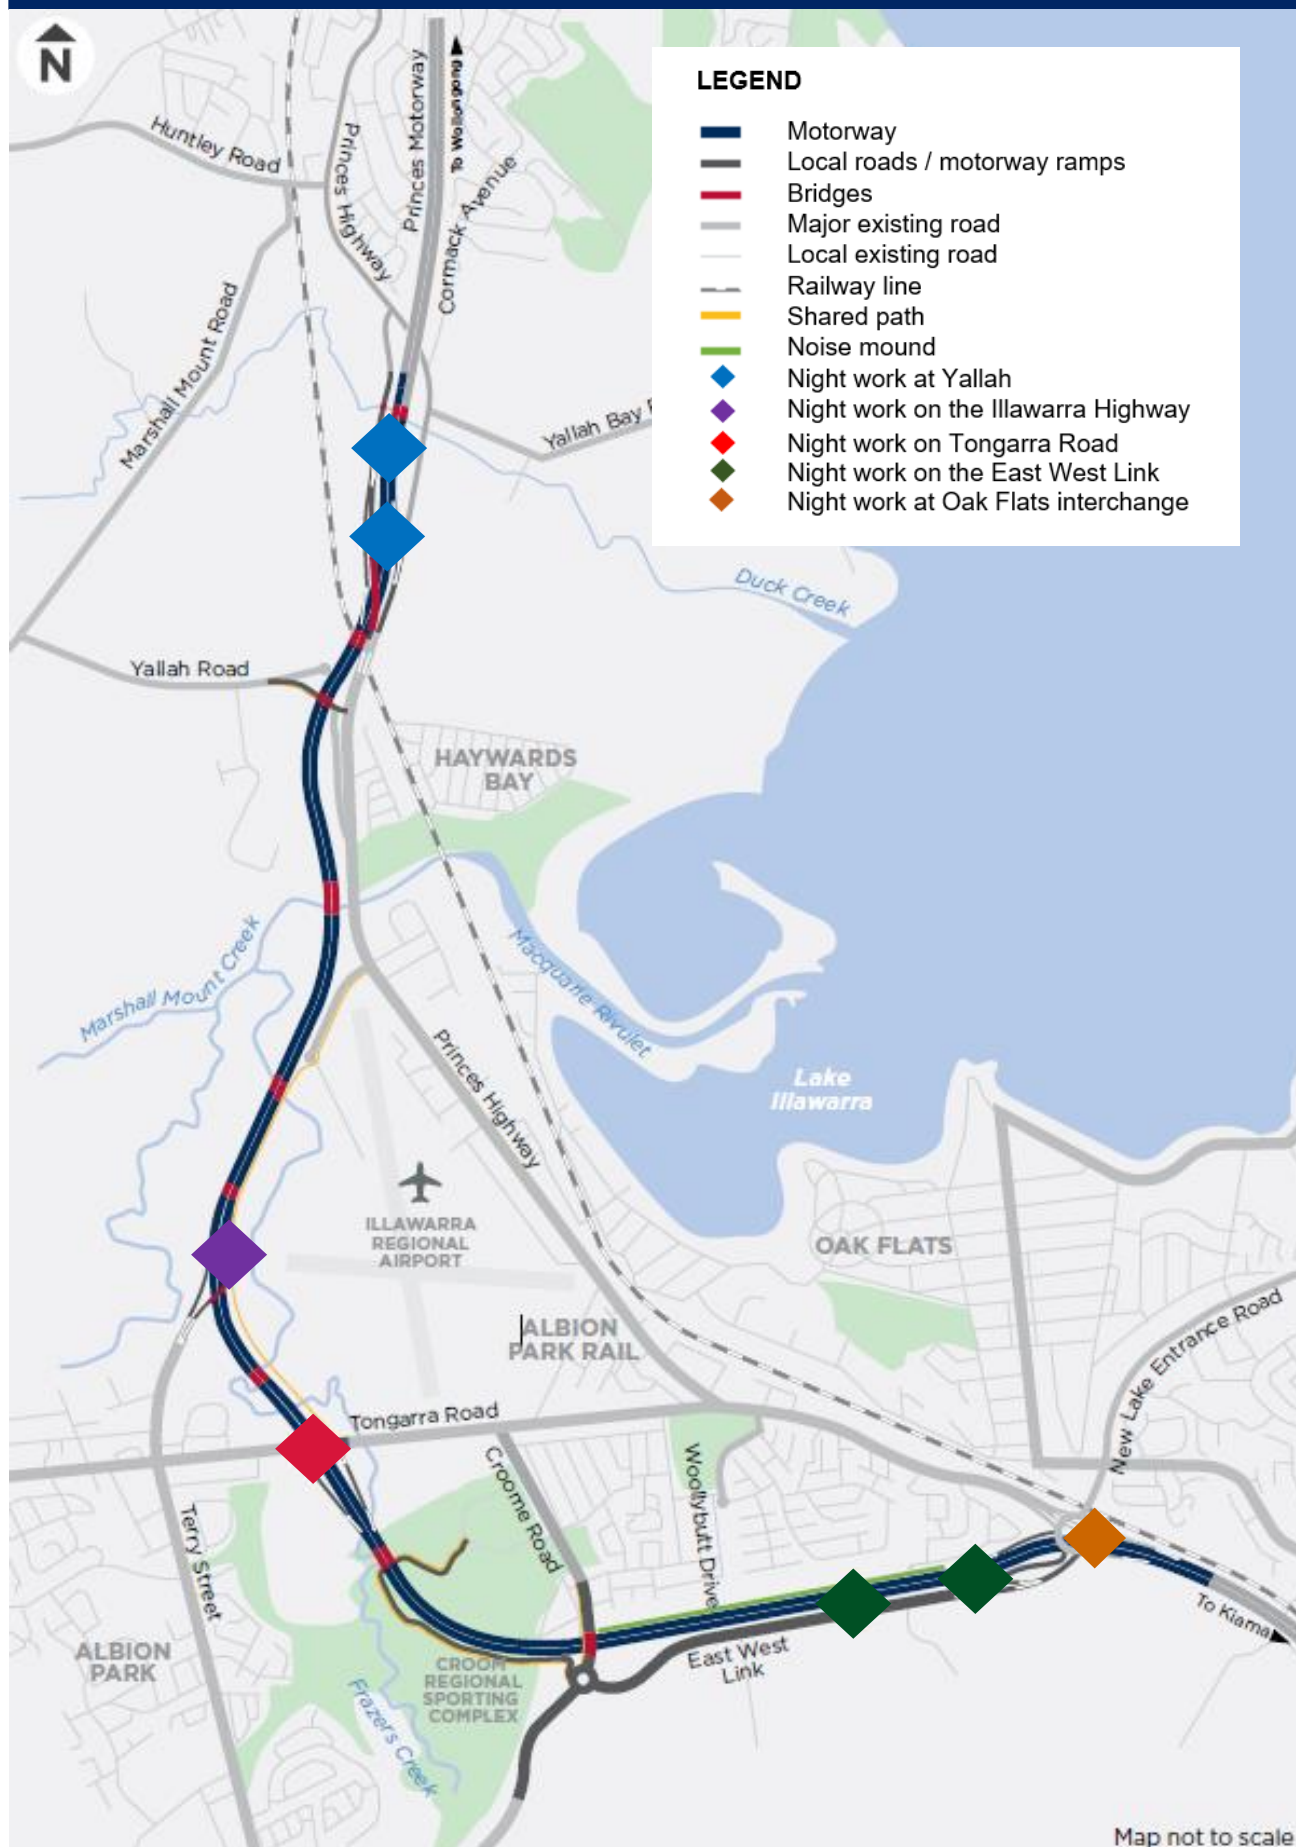 N
Huntley Road
Princes Highway
Princes Motorway
To Wollongong
Cormack Avenue
LEGEND
Motorway
Local roads / motorway ramps
Bridges
Major existing road
Local existing road
Railway line
Shared path
Noise mound
Night work at Yallah
Night work on the Illawarra Highway
Night work on Tongarra Road
Night work on the East West Link
Night work at Oak Flats interchange
Marshall Mount Road
Yallah Bay
Duck Creek
Yallah Road
HAYWARDS
BAY
Marshall Mount Creek
Macquarie Rivulet
Princes Highway
Lake
Illawarra
ILLAWARRA
REGIONAL
AIRPORT
OAK FLATS
ALBION
PARK RAIL
New Lake Entrance Road
Tongarra Road
Croome Road
Woollybutt Drive
Terry Street
To Kiama
East West
Link
ALBION
PARK
CROOM
REGIONAL
SPORTING
COMPLEX
Frazers Creek
Map not to scale